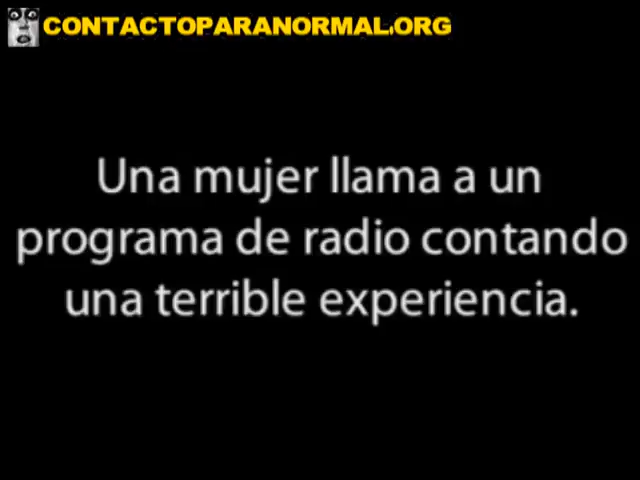 CONTACTOPARANORMAL.ORG
Una mujer llama a un
programa de radio contando
una terrible experiencia.